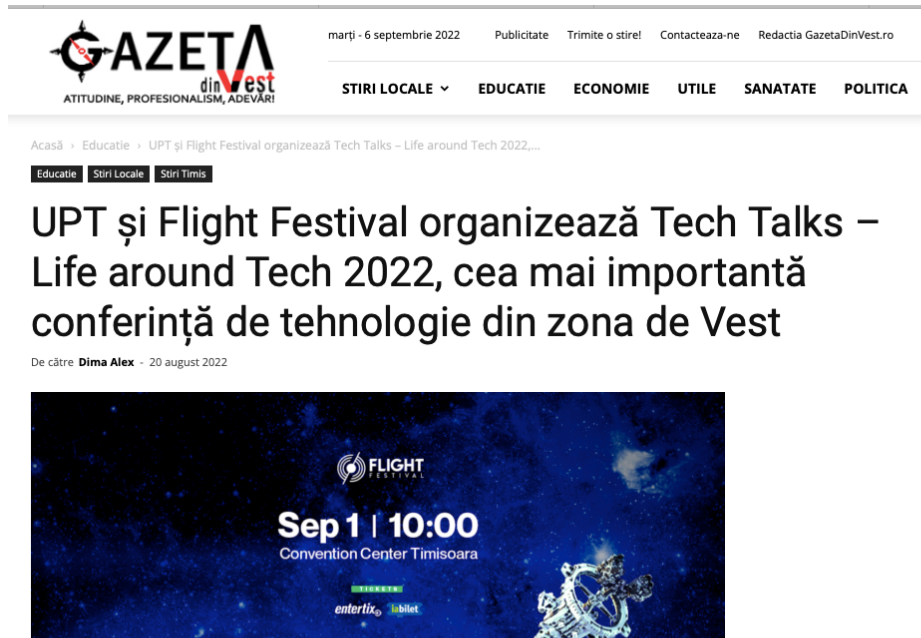 GAZETA
din Vest
ATITUDINE, PROFESIONALISM, ADEVĂR!
marți - 6 septembrie 2022 Publicitate Trimite o stire! Contacteaza-ne Redactia GazetaDinVest.ro
STIRI LOCALE EDUCATIE ECONOMIE UTILE SANATATE POLITICA
Acasă › Educatie › UPT și Flight Festival organizează Tech Talks – Life around Tech 2022,...
Educatie Stiri Locale Stiri Timis
UPT și Flight Festival organizează Tech Talks –
Life around Tech 2022, cea mai importantă
conferință de tehnologie din zona de Vest
De către Dima Alex - 20 august 2022
FLIGHT
FESTIVAL
Sep 1 | 10:00
Convention Center Timisoara
TICKETS
entertix iabilet